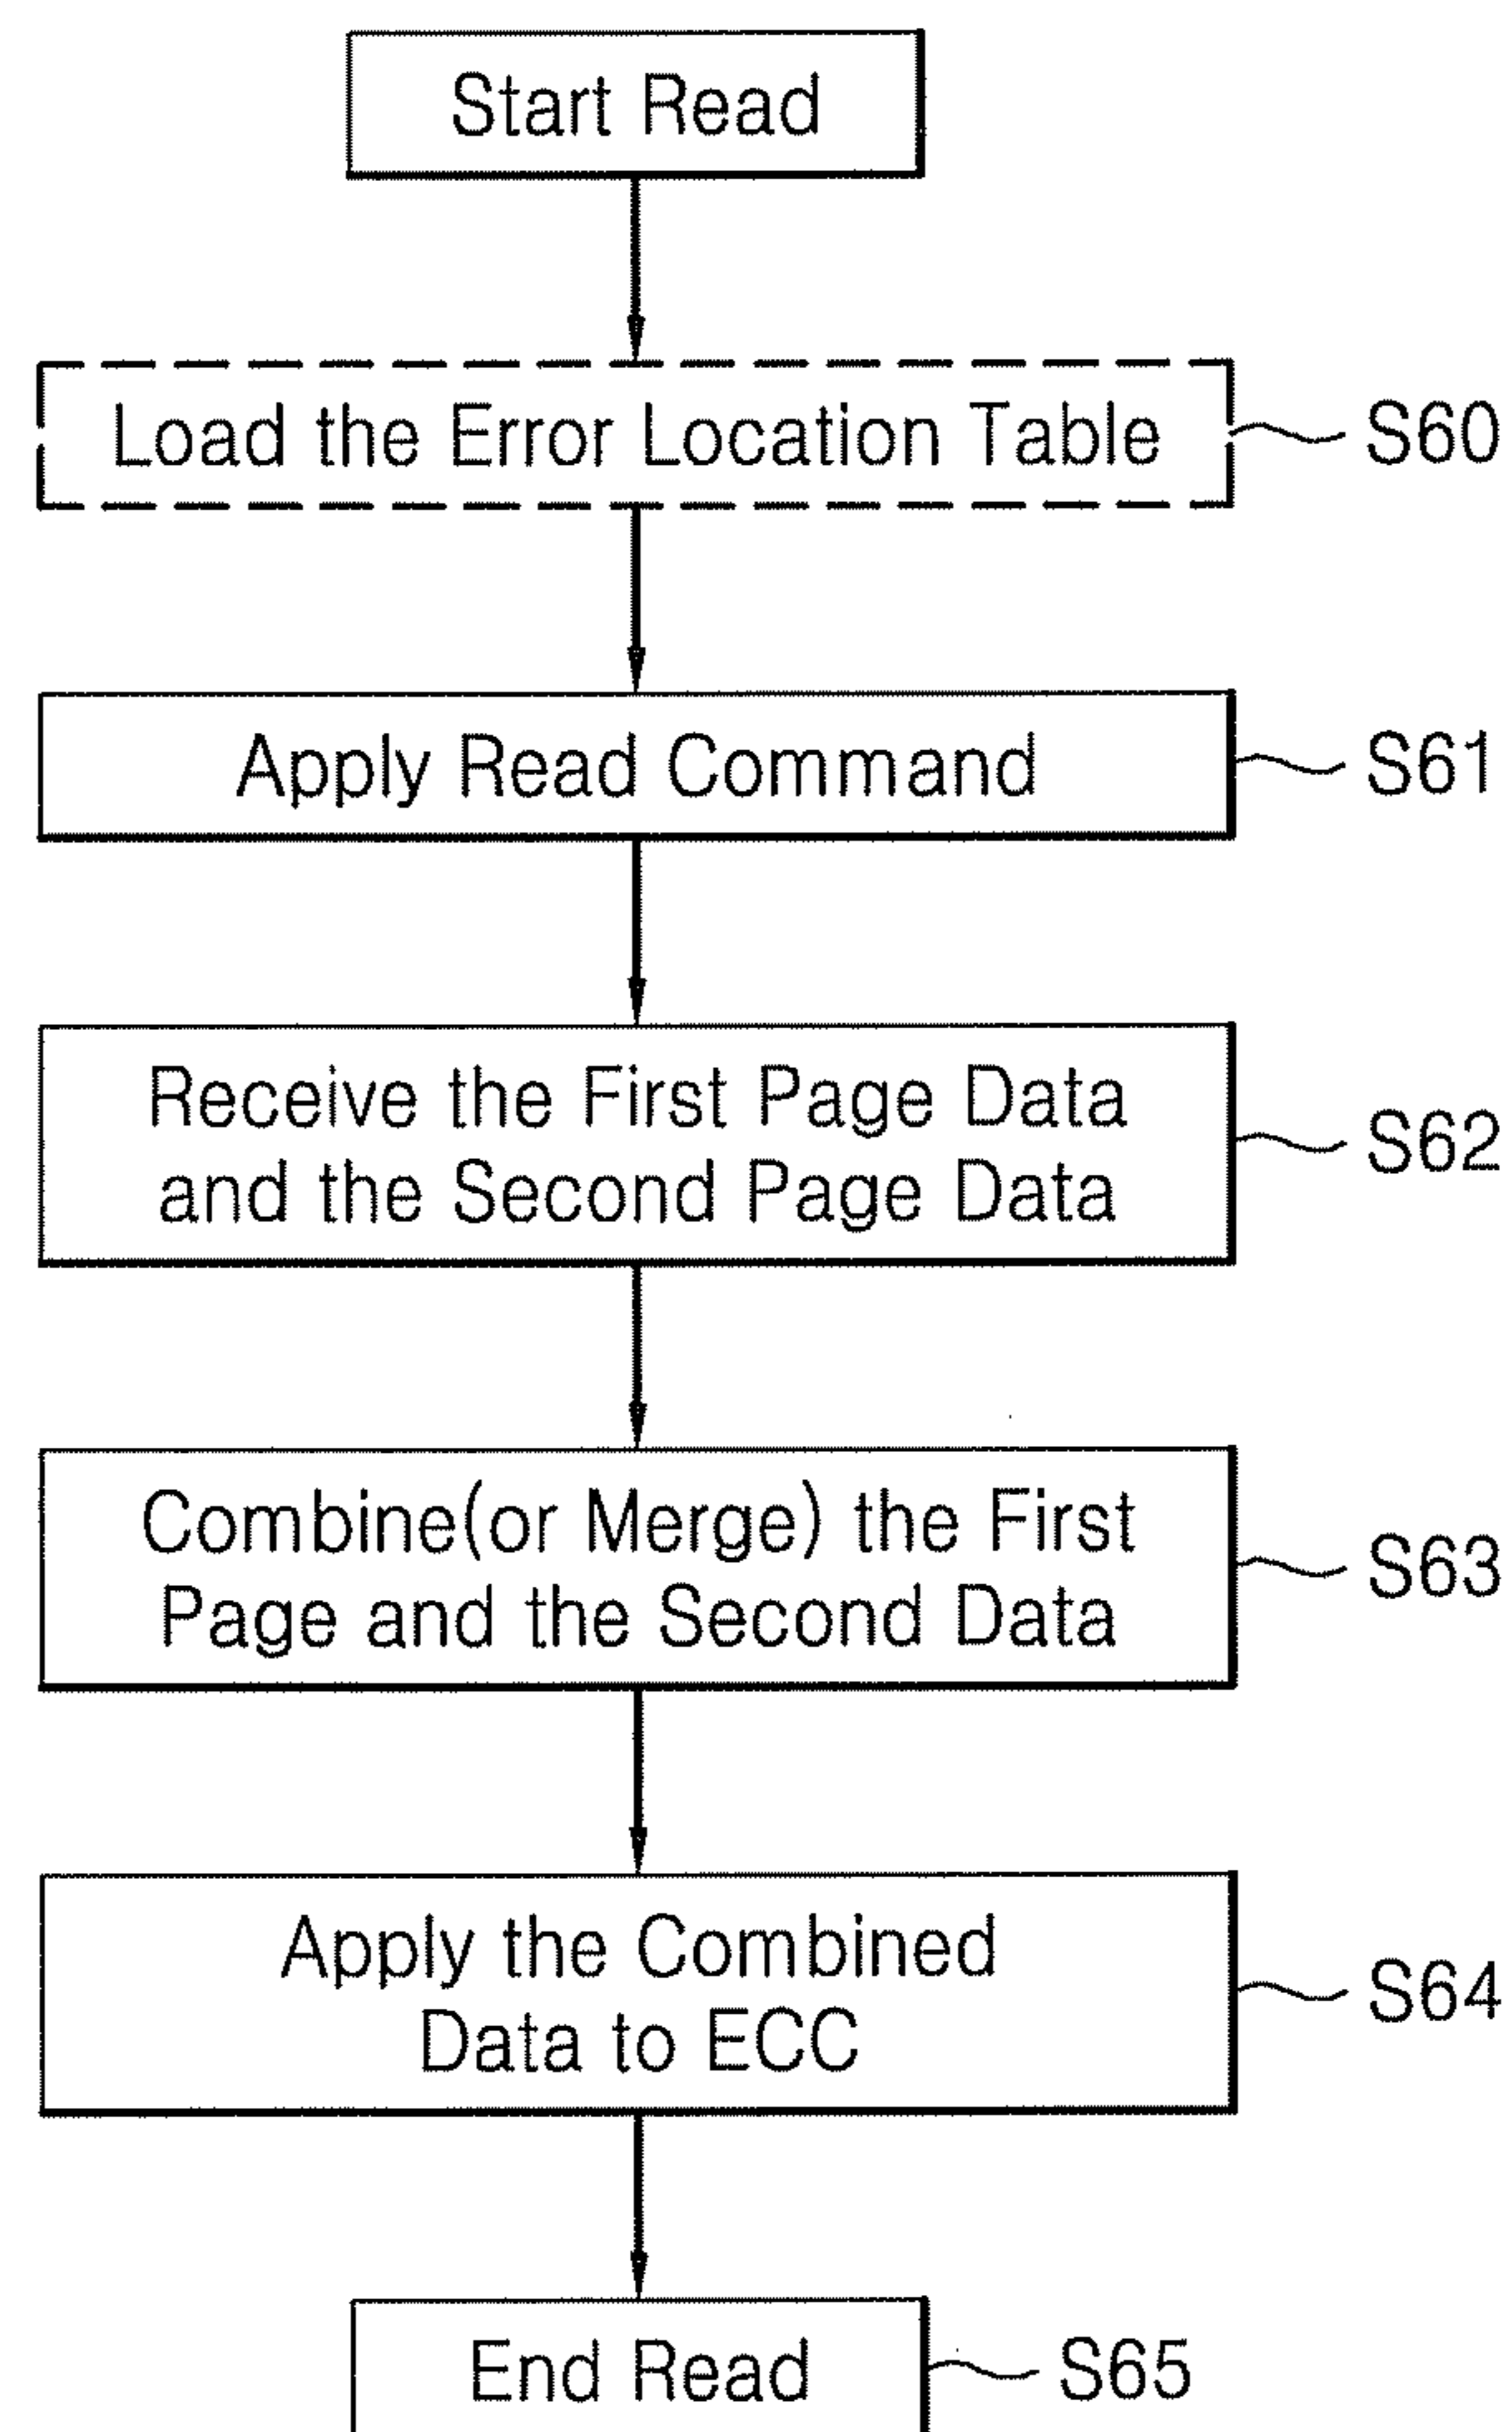 Start Read
Load the Error Location Table
S60
Apply Read Command
S61
Receive the First Page Data
and the Second Page Data
S62
Combine(or Merge) the First
Page and the Second Data
S63
Apply the Combined
Data to ECC
S64
End Read
S65